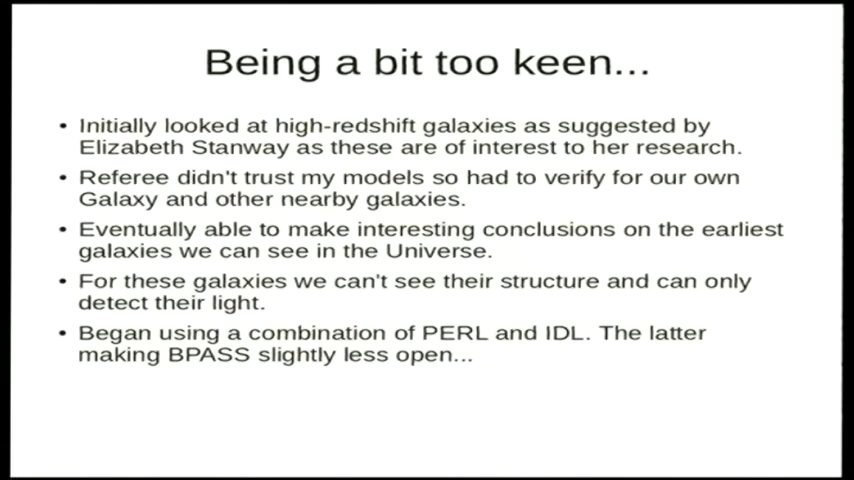 Being a bit too keen...
• Initially looked at high-redshift galaxies as suggested by
Elizabeth Stanway as these are of interest to her research.
• Referee didn't trust my models so had to verify for our own
Galaxy and other nearby galaxies.
• Eventually able to make interesting conclusions on the earliest
galaxies we can see in the Universe.
• For these galaxies we can't see their structure and can only
detect their light.
• Began using a combination of PERL and IDL. The latter
making BPASS slightly less open...